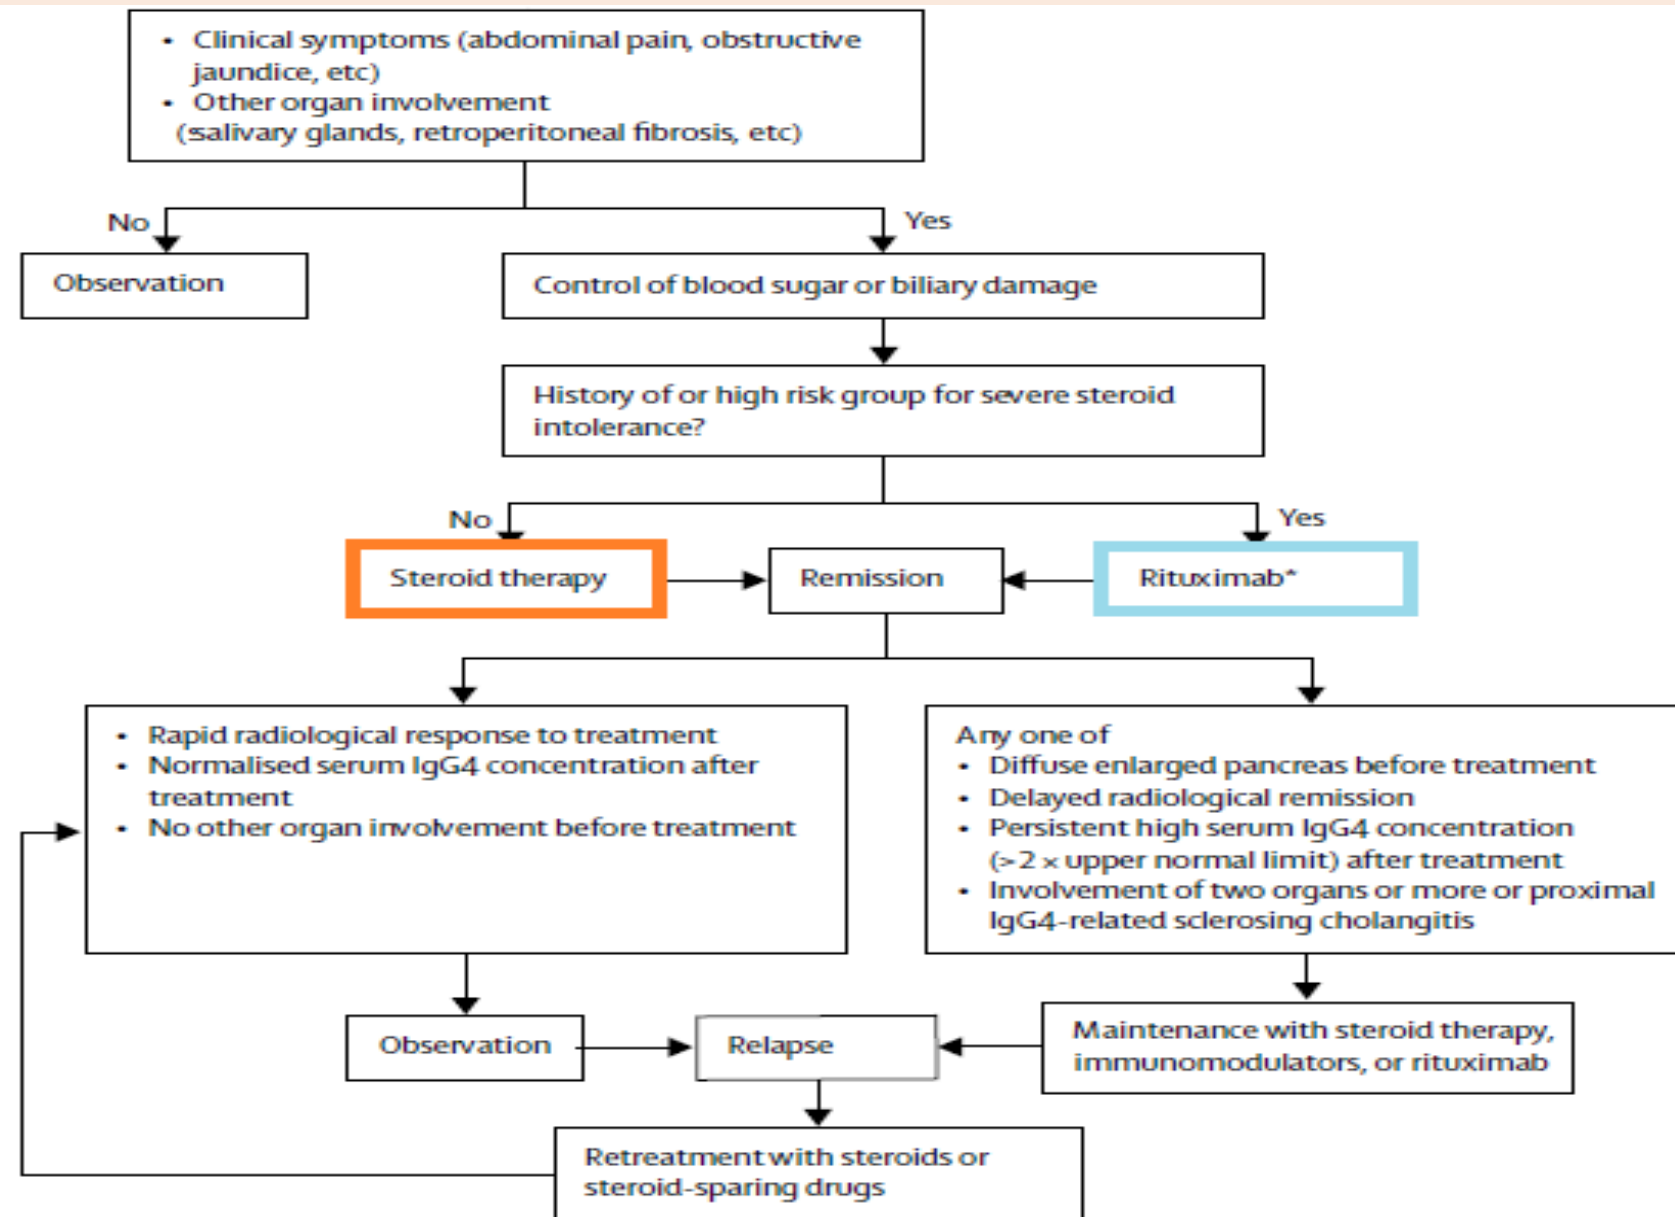 • Clinical symptoms (abdominal pain, obstructive
jaundice, etc)
• Other organ involvement
(salivary glands, retroperitoneal fibrosis, etc)
No
Yes
Observation
Control of blood sugar or biliary damage
History of or high risk group for severe steroid
intolerance?
No
Yes
Steroid therapy
Remission
Rituximab*
• Rapid radiological response to treatment
• Normalised serum IgG4 concentration after
treatment
• No other organ involvement before treatment
Any one of
• Diffuse enlarged pancreas before treatment
• Delayed radiological remission
• Persistent high serum IgG4 concentration
(>2 × upper normal limit) after treatment
• Involvement of two organs or more or proximal
IgG4-related sclerosing cholangitis
Observation
Relapse
Maintenance with steroid therapy,
immunomodulators, or rituximab
Retreatment with steroids or
steroid-sparing drugs